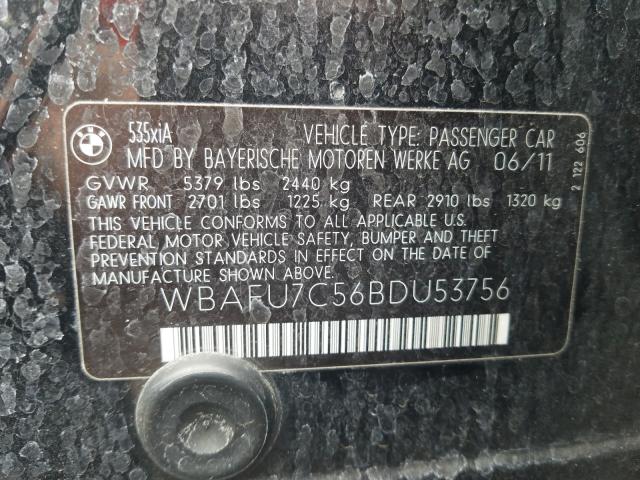 BMW
535xiA VEHICLE TYPE: PASSENGER CAR
MFD BY BAYERISCHE MOTOREN WERKE AG 06/11
GVWR 5379 lbs 2440 kg
GAWR FRONT 2701 lbs 1225 kg REAR 2910 lbs 1320 kg
THIS VEHICLE CONFORMS TO ALL APPLICABLE U.S.
FEDERAL MOTOR VEHICLE SAFETY, BUMPER AND THEFT
PREVENTION STANDARDS IN EFFECT ON THE DATE OF
MANUFACTURE SHOWN ABOVE.
WBAFU7C56BDU53756
2 122 606